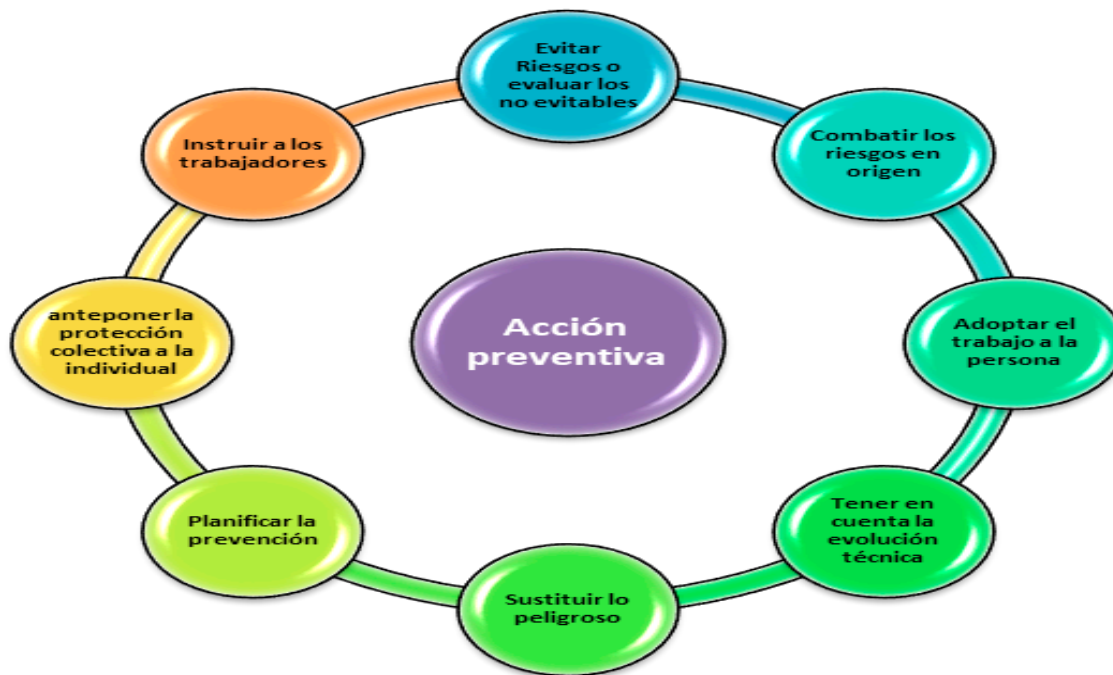 Evitar
Riesgos o
evaluar los
no evitables
Combatir los
riesgos en
origen
Adoptar el
trabajo a la
persona
Tener en
cuenta la
evolución
técnica
Sustituir lo
peligroso
Planificar la
prevención
anteponer la
protección
colectiva a la
individual
Instruir a los
trabajadores
Acción
preventiva